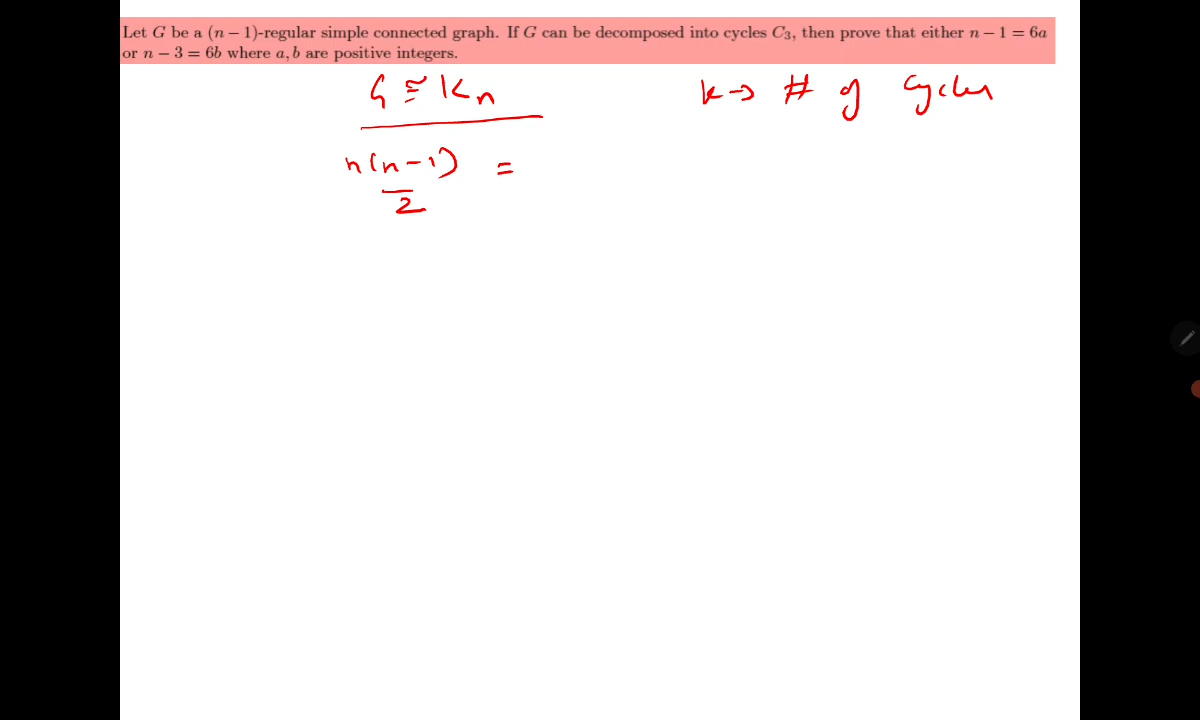 Let G be a (n − 1)-regular simple connected graph. If G can be decomposed into cycles C₃, then prove that either n − 1 = 6a
or n − 3 = 6b where a, b are positive integers.
G ≅ Kn
k → # of cycles
n(n-1)/2 =